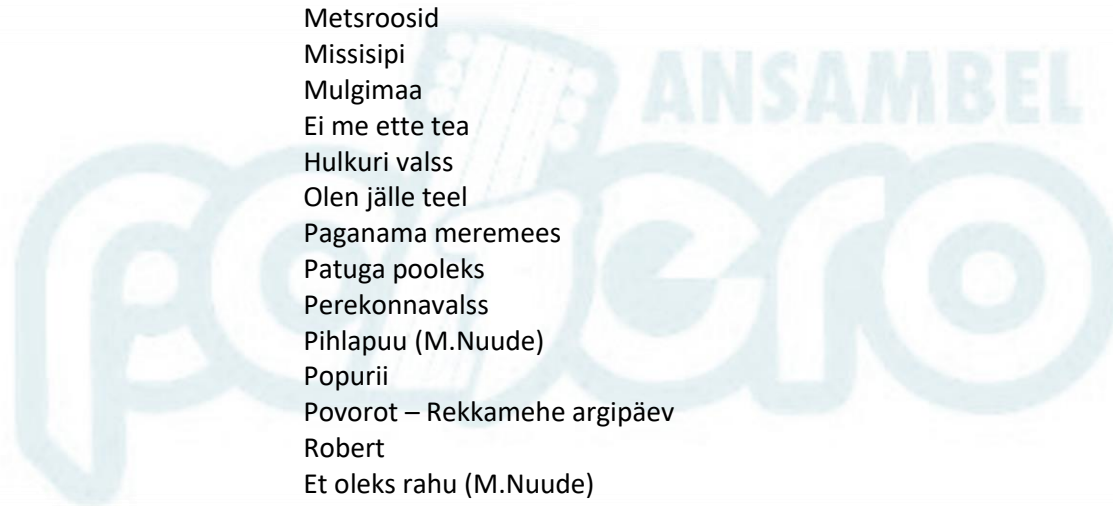 Metsroosid
Missisipi
Mulgimaa
Ei me ette tea
Hulkuri valss
Olen jälle teel
Paganama meremees
Patuga pooleks
Perekonnavalss
Pihlapuu (M.Nuude)
Popurii
Povorot – Rekkamehe argipäev
Robert
Et oleks rahu (M.Nuude)
ANSAMBEL